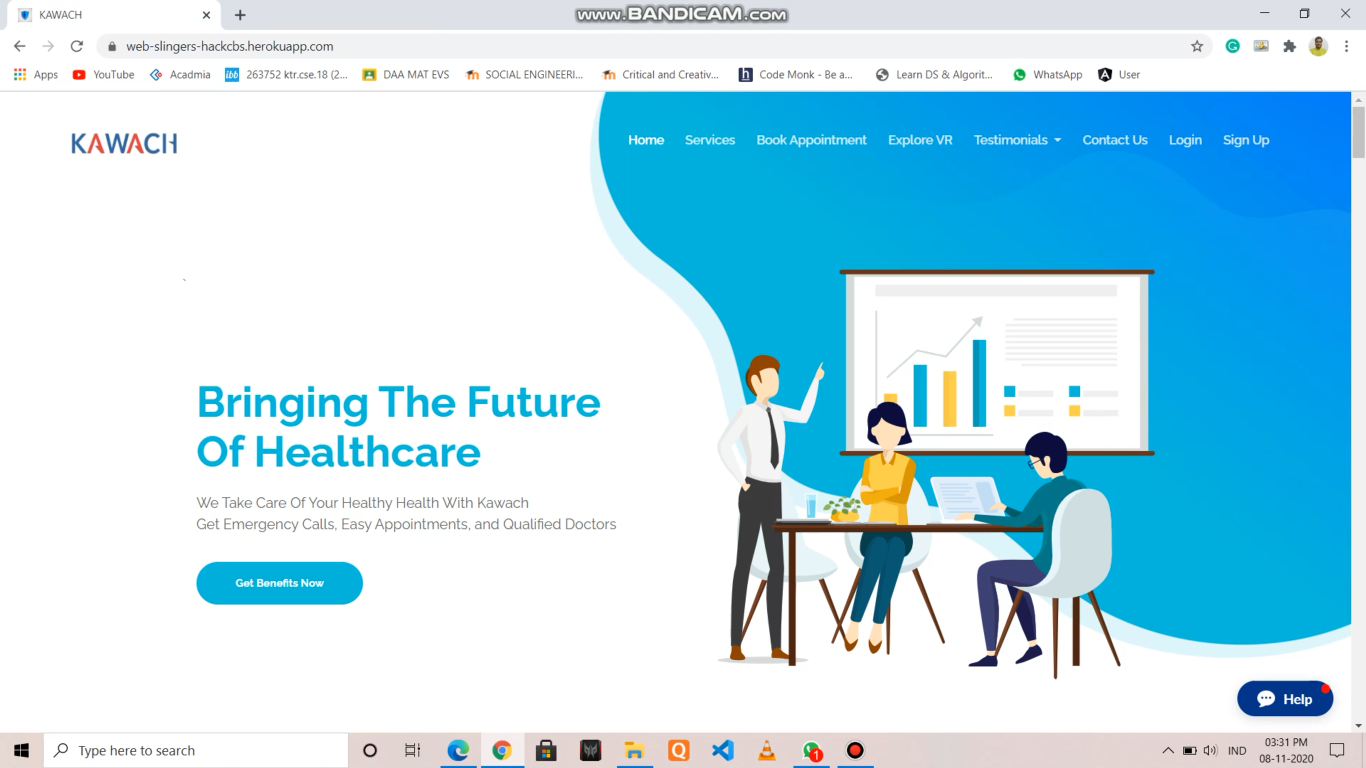 www.BANDICAM.com
KAWACH
web-slingers-hackcbs.herokuapp.com
Apps
YouTube
Acadmia
ibb
263752 ktr.cse.18 (2...
DAA MAT EVS
SOCIAL ENGINEERI...
Critical and Creativ...
h
Code Monk - Be a...
Learn DS & Algorit...
WhatsApp
User
KAWACH
Home
Services
Book Appointment
Explore VR
Testimonials
Contact Us
Login
Sign Up
`
Bringing The Future
Of Healthcare
We Take Care Of Your Healthy Health With Kawach
Get Emergency Calls, Easy Appointments, and Qualified Doctors
Get Benefits Now
Help
Type here to search
Q
1
IND
03:31 PM
08-11-2020